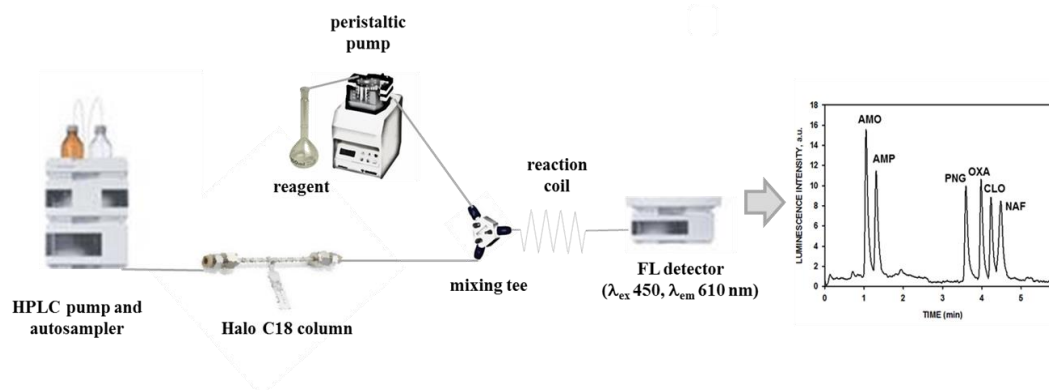 peristaltic
pump
reagent
HPLC pump and
autosampler
Halo C18 column
mixing tee
reaction
coil
FL detector
(λex 450, λem 610 nm)
LUMINESCENCE INTENSITY, a.u.
18
16
14
12
10
8
6
4
2
0
AMO
AMP
PNG
OXA
CLO
NAF
0 1 2 3 4 5
TIME (min)